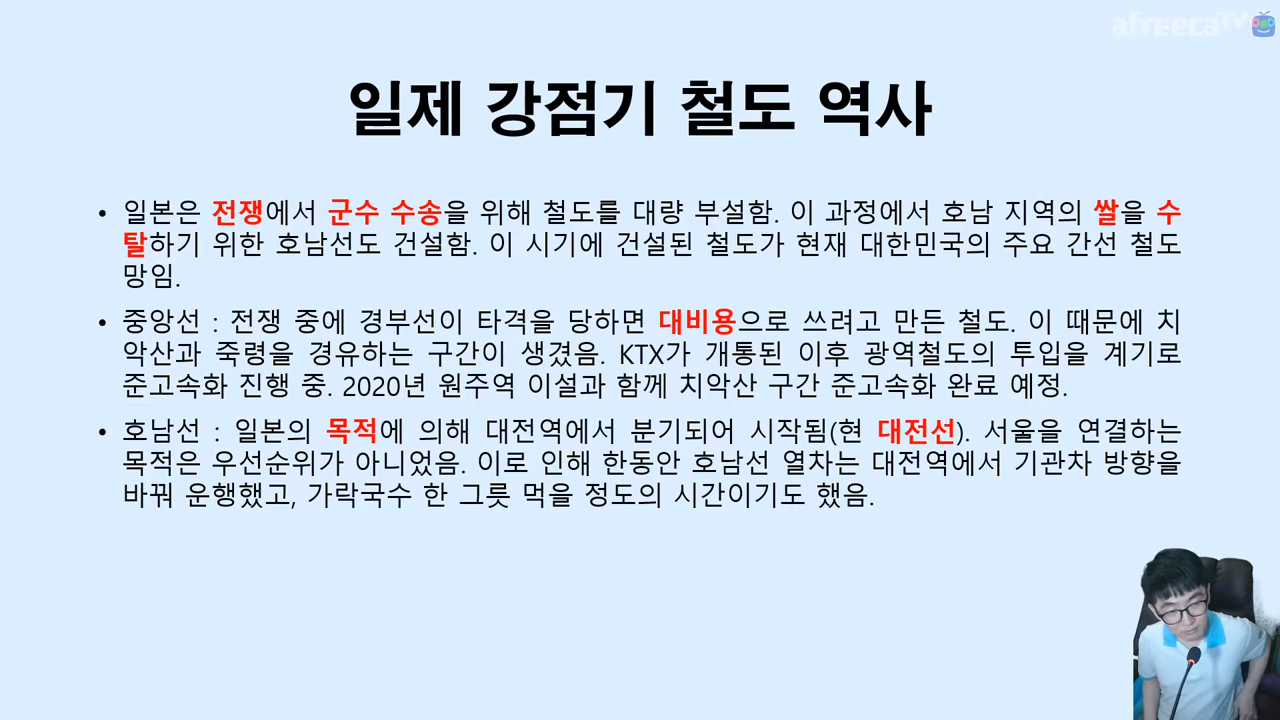 afreecaTV
일제 강점기 철도 역사
• 일본은 전쟁에서 군수 수송을 위해 철도를 대량 부설함. 이 과정에서 호남 지역의 쌀을 수
탈하기 위한 호남선도 건설함. 이 시기에 건설된 철도가 현재 대한민국의 주요 간선 철도
망임.
• 중앙선 : 전쟁 중에 경부선이 타격을 당하면 대비용으로 쓰려고 만든 철도. 이 때문에 치
악산과 죽령을 경유하는 구간이 생겼음. KTX가 개통된 이후 광역철도의 투입을 계기로
준고속화 진행 중. 2020년 원주역 이설과 함께 치악산 구간 준고속화 완료 예정.
• 호남선 : 일본의 목적에 의해 대전역에서 분기되어 시작됨(현 대전선). 서울을 연결하는
목적은 우선순위가 아니었음. 이로 인해 한동안 호남선 열차는 대전역에서 기관차 방향을
바꿔 운행했고, 가락국수 한 그릇 먹을 정도의 시간이기도 했음.